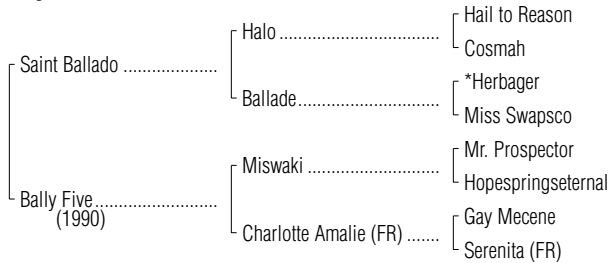 Hail to Reason
Halo ..................................
Cosmah
Saint Ballado ....................
*Herbager
Ballade..............................
Miss Swapsco
Mr. Prospector
Miswaki ............................
Hopespringseternal
Bally Five..........................
(1990)
Gay Mecene
Charlotte Amalie (FR) .......
Serenita (FR)